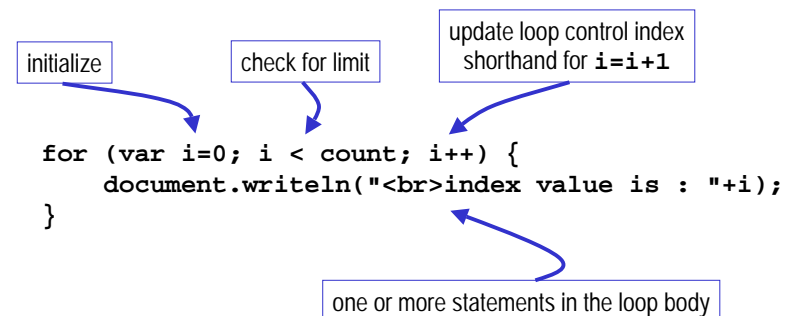 update loop control index
shorthand for i=i+1
initialize
check for limit
for (var i=0; i < count; i++) {
document.writeln("<br>index value is : "+i);
}
one or more statements in the loop body